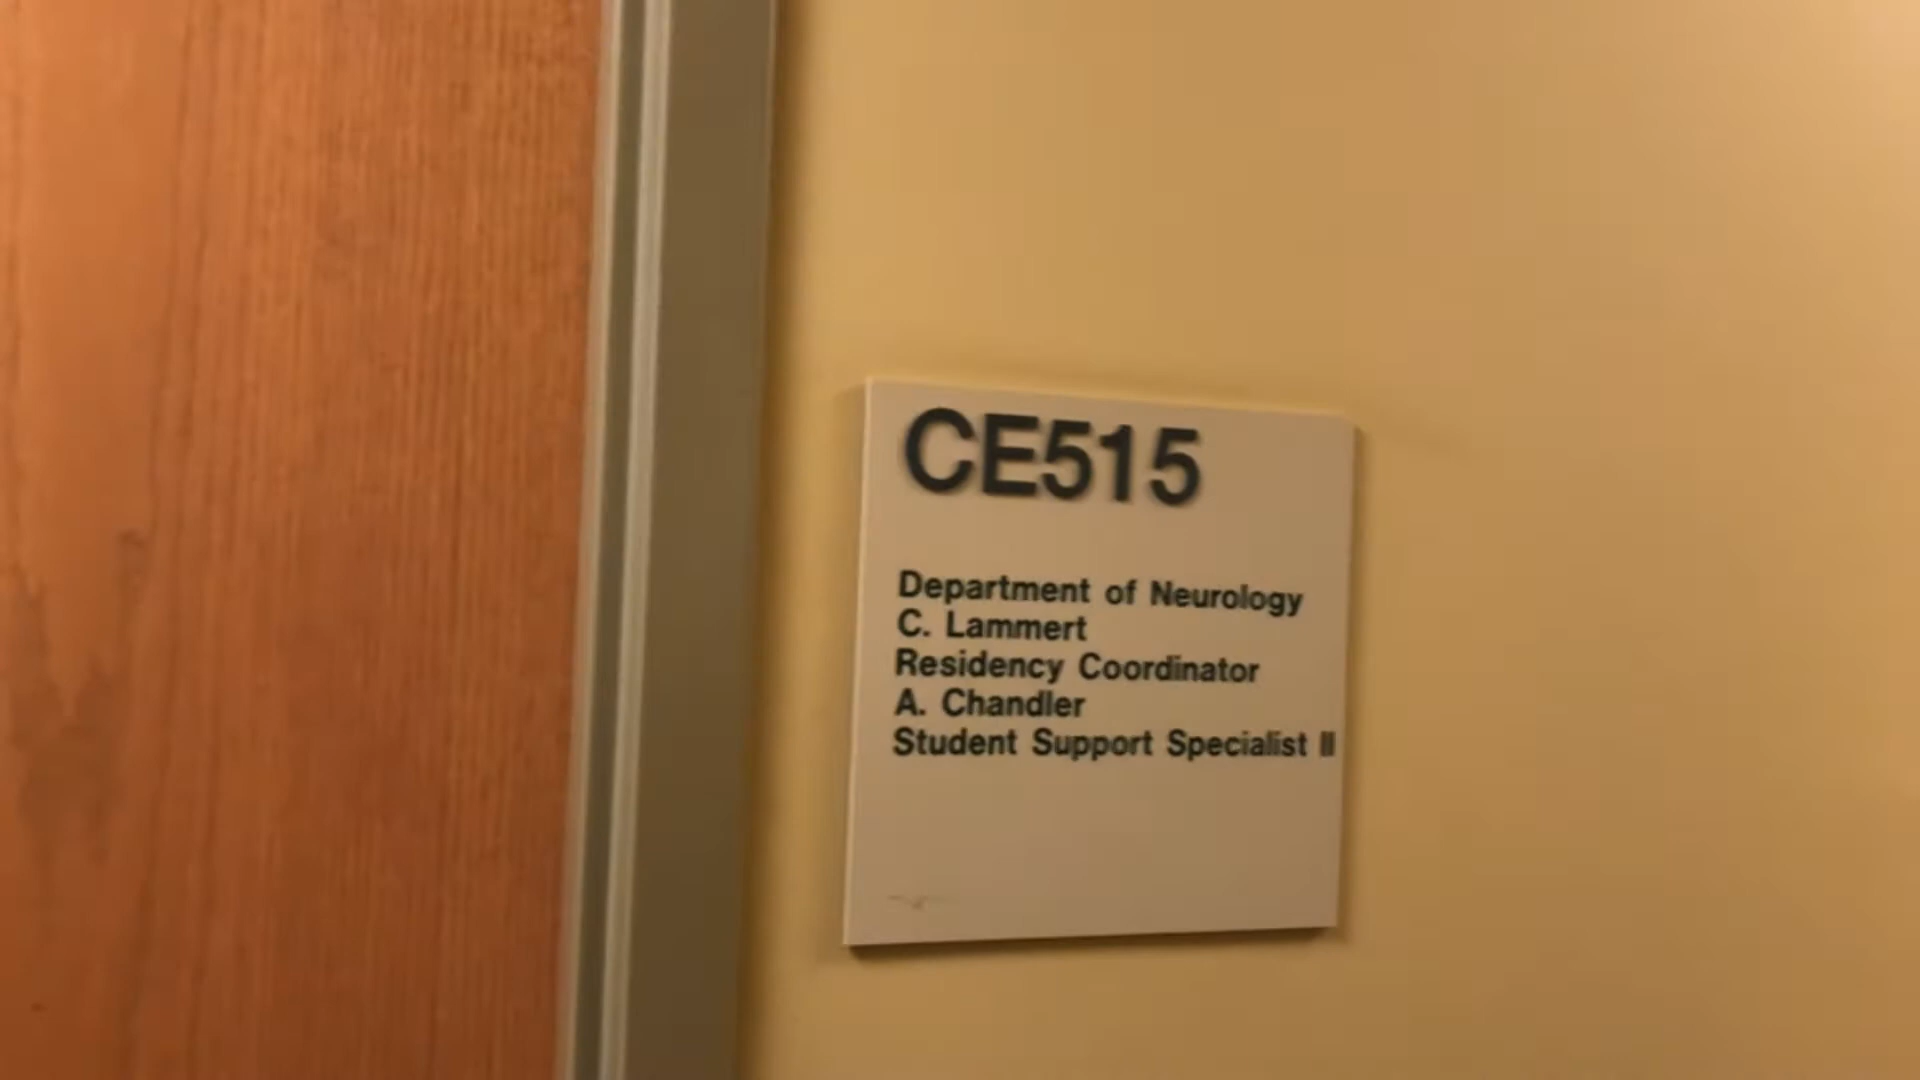 CE515
Department of Neurology
C. Lammert
Residency Coordinator
A. Chandler
Student Support Specialist II